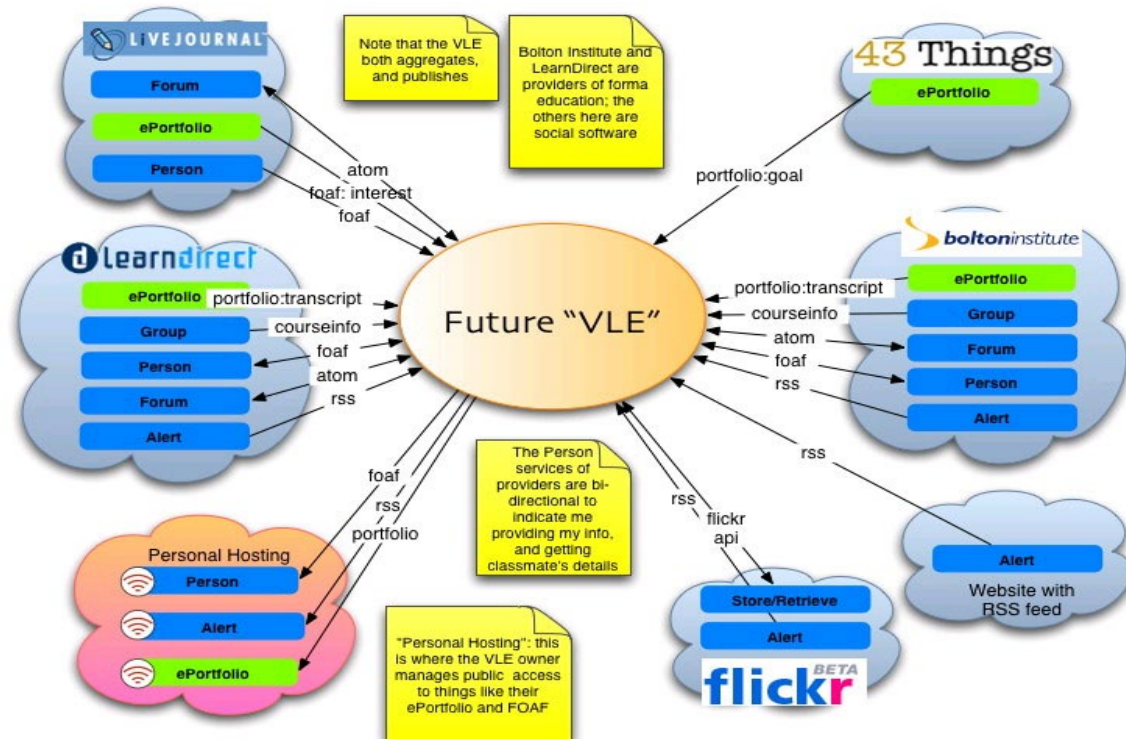 LiVEJOURNAL
Forum
ePortfolio
Person
Note that the VLE
both aggregates,
and publishes
Bolton Institute and
LearnDirect are
providers of forma
education; the
others here are
social software
43 Things
ePortfolio
atom
foaf: interest
foaf
portfolio:goal
learndirect
ePortfolio
Group
Person
Forum
Alert
portfolio:transcript
courseinfo
foaf
atom
rss
Future "VLE"
portfolio:transcript
courseinfo
atom
foaf
rss
boltoninstitute
ePortfolio
Group
Forum
Person
Alert
foaf
rss
portfolio
The Person
services of
providers are bi-
directional to
indicate me
providing my info,
and getting
classmate's details
rss
flickr
api
rss
Personal Hosting
Person
Alert
ePortfolio
"Personal Hosting": this
is where the VLE owner
manages public access
to things like their
ePortfolio and FOAF
Store/Retrieve
Alert
flickr
BETA
Alert
Website with
RSS feed